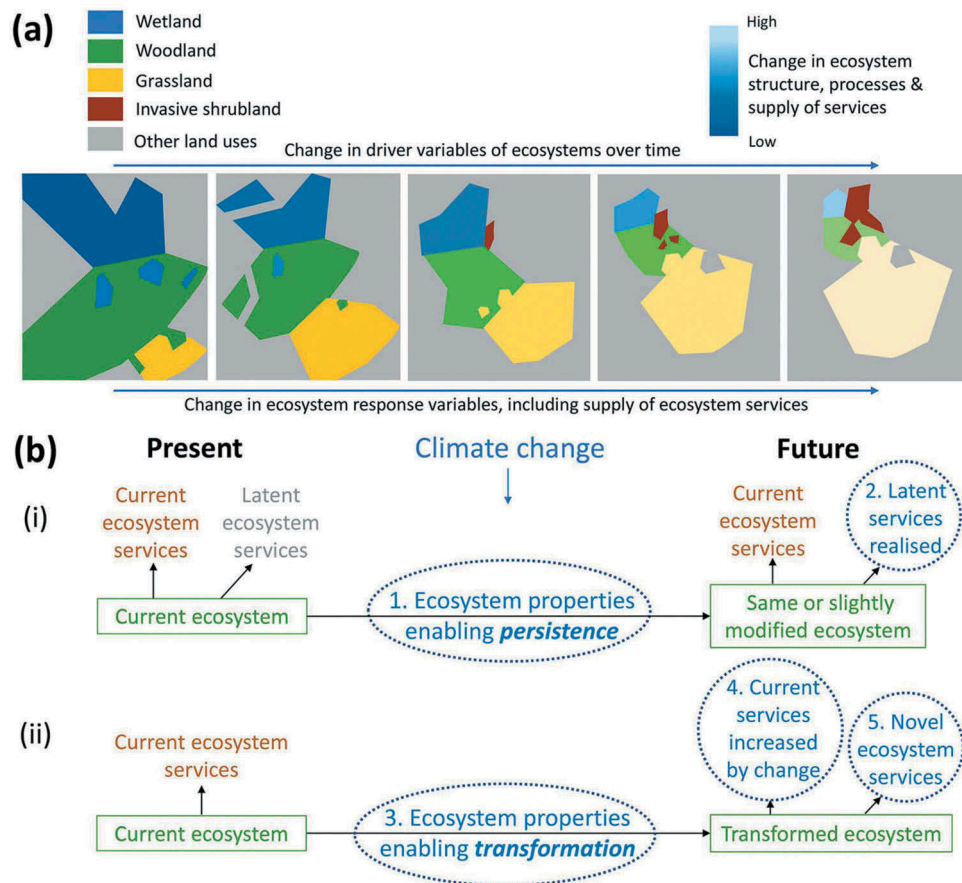 (a)
Wetland
Woodland
Grassland
Invasive shrubland
Other land uses
High
Change in ecosystem
structure, processes &
supply of services
Low
Change in driver variables of ecosystems over time
Change in ecosystem response variables, including supply of ecosystem services
(b)
Present
Climate change
Future
(i)
Current
ecosystem
services
Latent
ecosystem
services
Current
ecosystem
services
2. Latent
services
realised
Current ecosystem
1. Ecosystem properties
enabling persistence
Same or slightly
modified ecosystem
(ii)
Current ecosystem
services
4. Current
services
increased
by change
5. Novel
ecosystem
services
Current ecosystem
3. Ecosystem properties
enabling transformation
Transformed ecosystem